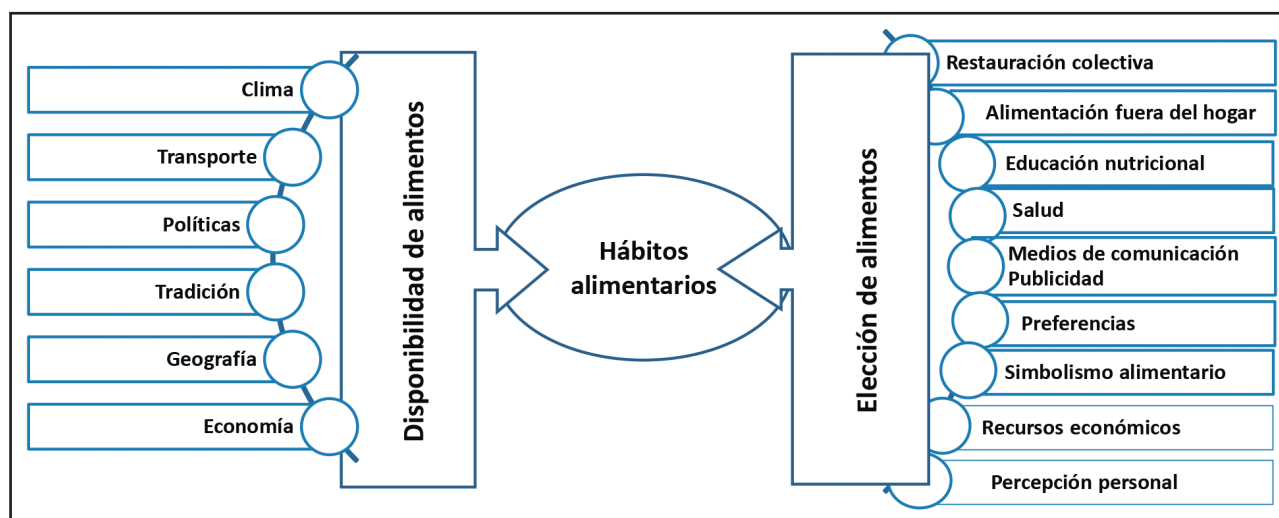 Clima
Transporte
Políticas
Tradición
Geografía
Economía
Disponibilidad de alimentos
Hábitos
alimentarios
Elección de alimentos
Restauración colectiva
Alimentación fuera del hogar
Educación nutricional
Salud
Medios de comunicación
Publicidad
Preferencias
Simbolismo alimentario
Recursos económicos
Percepción personal